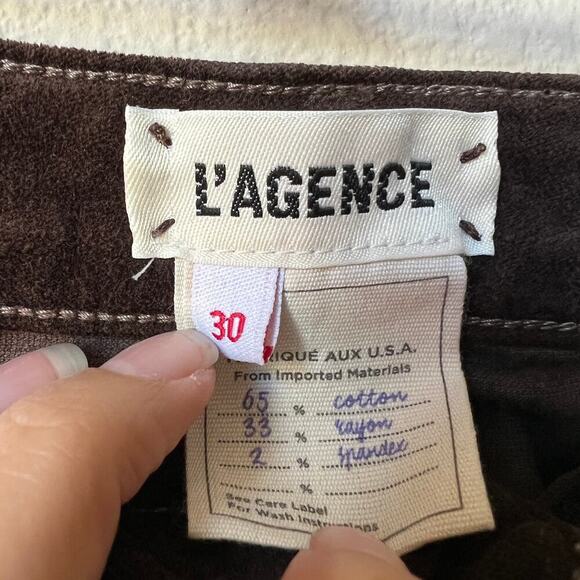 L'AGENCE
30
RIQUÉ AUX U.S.A.
From Imported Materials
65 % cotton
33 % rayon
2 % spandex
%
See Care Label
For Wash Instructions